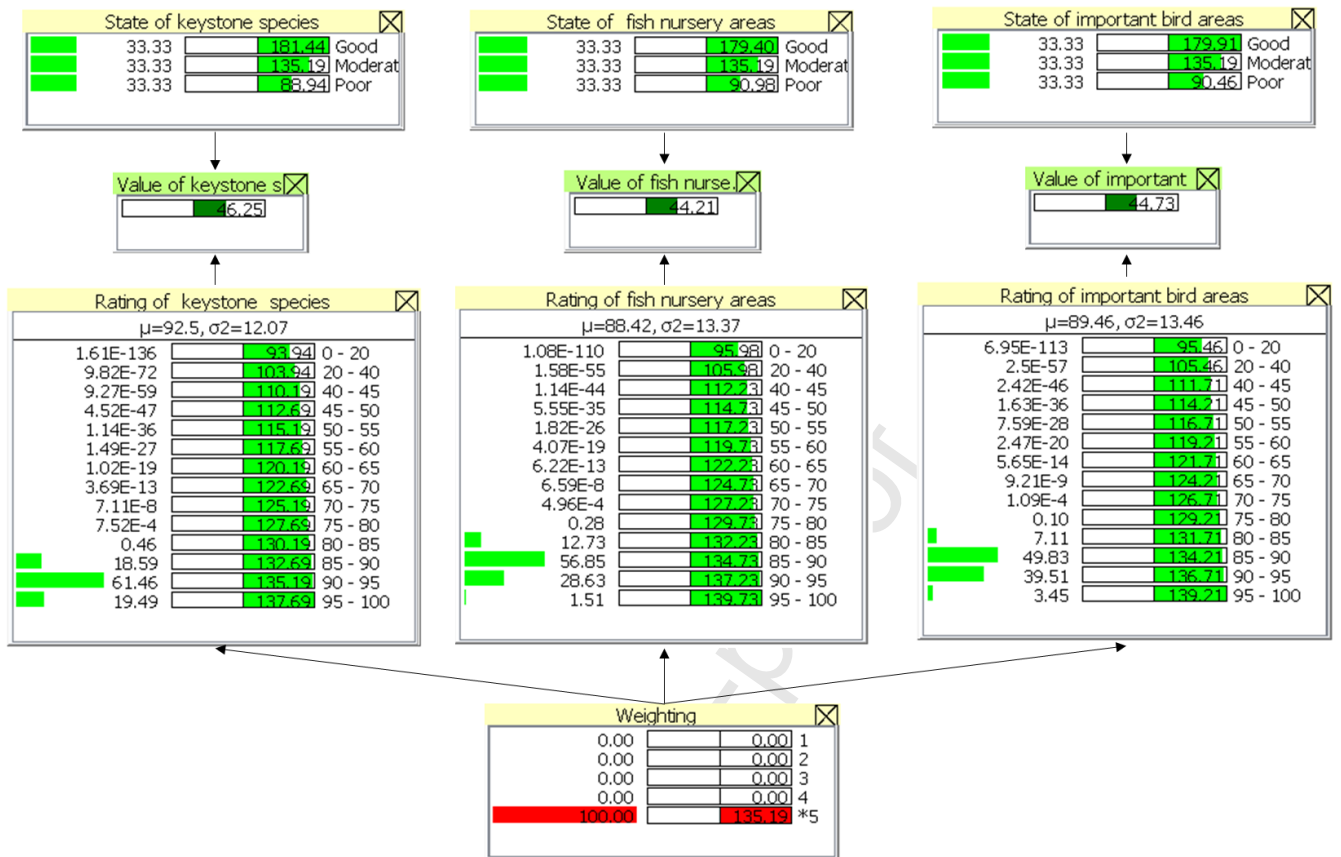 State of keystone species
33.33 181.44 Good
33.33 135.19 Moderat
33.33 88.94 Poor
State of fish nursery areas
33.33 179.40 Good
33.33 135.19 Moderat
33.33 90.98 Poor
State of important bird areas
33.33 179.91 Good
33.33 135.19 Moderat
33.33 90.46 Poor
Value of keystone s
46.25
Value of fish nurse.
44.21
Value of important
44.73
Rating of keystone species
μ=92.5, σ2=12.07
1.61E-136 93.94 0 - 20
9.82E-72 103.94 20 - 40
9.27E-59 110.19 40 - 45
4.52E-47 112.69 45 - 50
1.14E-36 115.19 50 - 55
1.49E-27 117.69 55 - 60
1.02E-19 120.19 60 - 65
3.69E-13 122.69 65 - 70
7.11E-8 125.19 70 - 75
7.52E-4 127.69 75 - 80
0.46 130.19 80 - 85
18.59 132.69 85 - 90
61.46 135.19 90 - 95
19.49 137.69 95 - 100
Rating of fish nursery areas
μ=88.42, σ2=13.37
1.08E-110 95.98 0 - 20
1.58E-55 105.98 20 - 40
1.14E-44 112.23 40 - 45
5.55E-35 114.73 45 - 50
1.82E-26 117.23 50 - 55
4.07E-19 119.73 55 - 60
6.22E-13 122.23 60 - 65
6.59E-8 124.73 65 - 70
4.96E-4 127.23 70 - 75
0.28 129.73 75 - 80
12.73 132.23 80 - 85
56.85 134.73 85 - 90
28.63 137.23 90 - 95
1.51 139.73 95 - 100
Rating of important bird areas
μ=89.46, σ2=13.46
6.95E-113 95.46 0 - 20
2.5E-57 105.46 20 - 40
2.42E-46 111.71 40 - 45
1.63E-36 114.21 45 - 50
7.59E-28 116.71 50 - 55
2.47E-20 119.21 55 - 60
5.65E-14 121.71 60 - 65
9.21E-9 124.21 65 - 70
1.09E-4 126.71 70 - 75
0.10 129.21 75 - 80
7.11 131.71 80 - 85
49.83 134.21 85 - 90
39.51 136.71 90 - 95
3.45 139.21 95 - 100
Weighting
0.00 0.00 1
0.00 0.00 2
0.00 0.00 3
0.00 0.00 4
100.00 135.19 *5